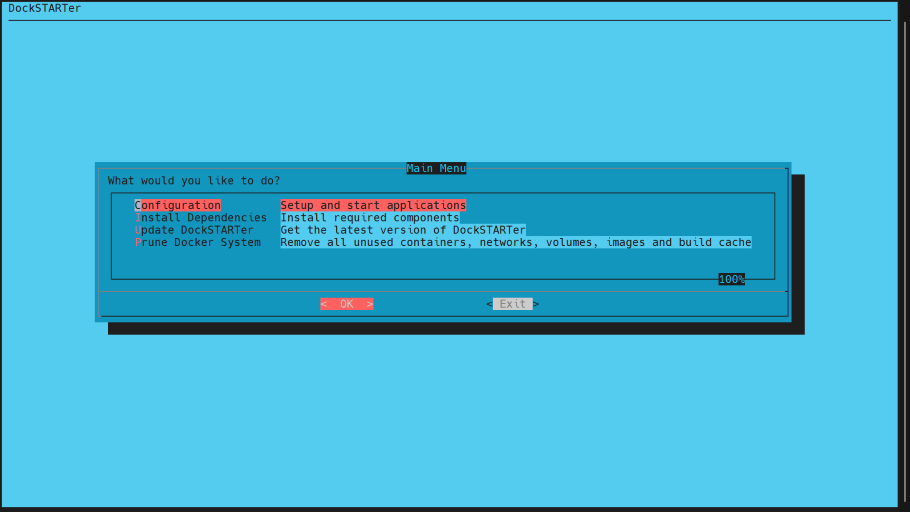 DockSTARTer
Main Menu
What would you like to do?
Configuration Setup and start applications
Install Dependencies Install required components
Update DockSTARTer Get the latest version of DockSTARTer
Prune Docker System Remove all unused containers, networks, volumes, images and build cache
100%
< OK > < Exit >